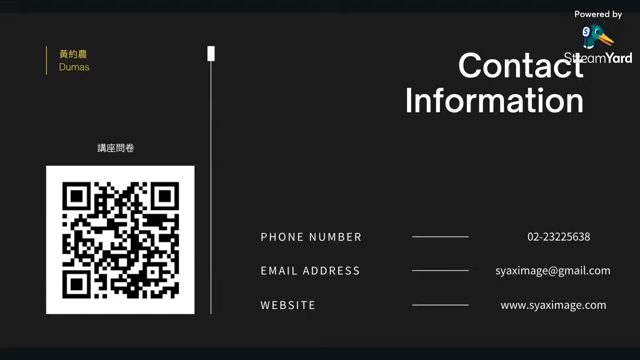 Powered by
StreamYard
黃約農
Dumas
Contact
Information
講座問卷
PHONE NUMBER 02-23225638
EMAIL ADDRESS syaximage@gmail.com
WEBSITE www.syaximage.com